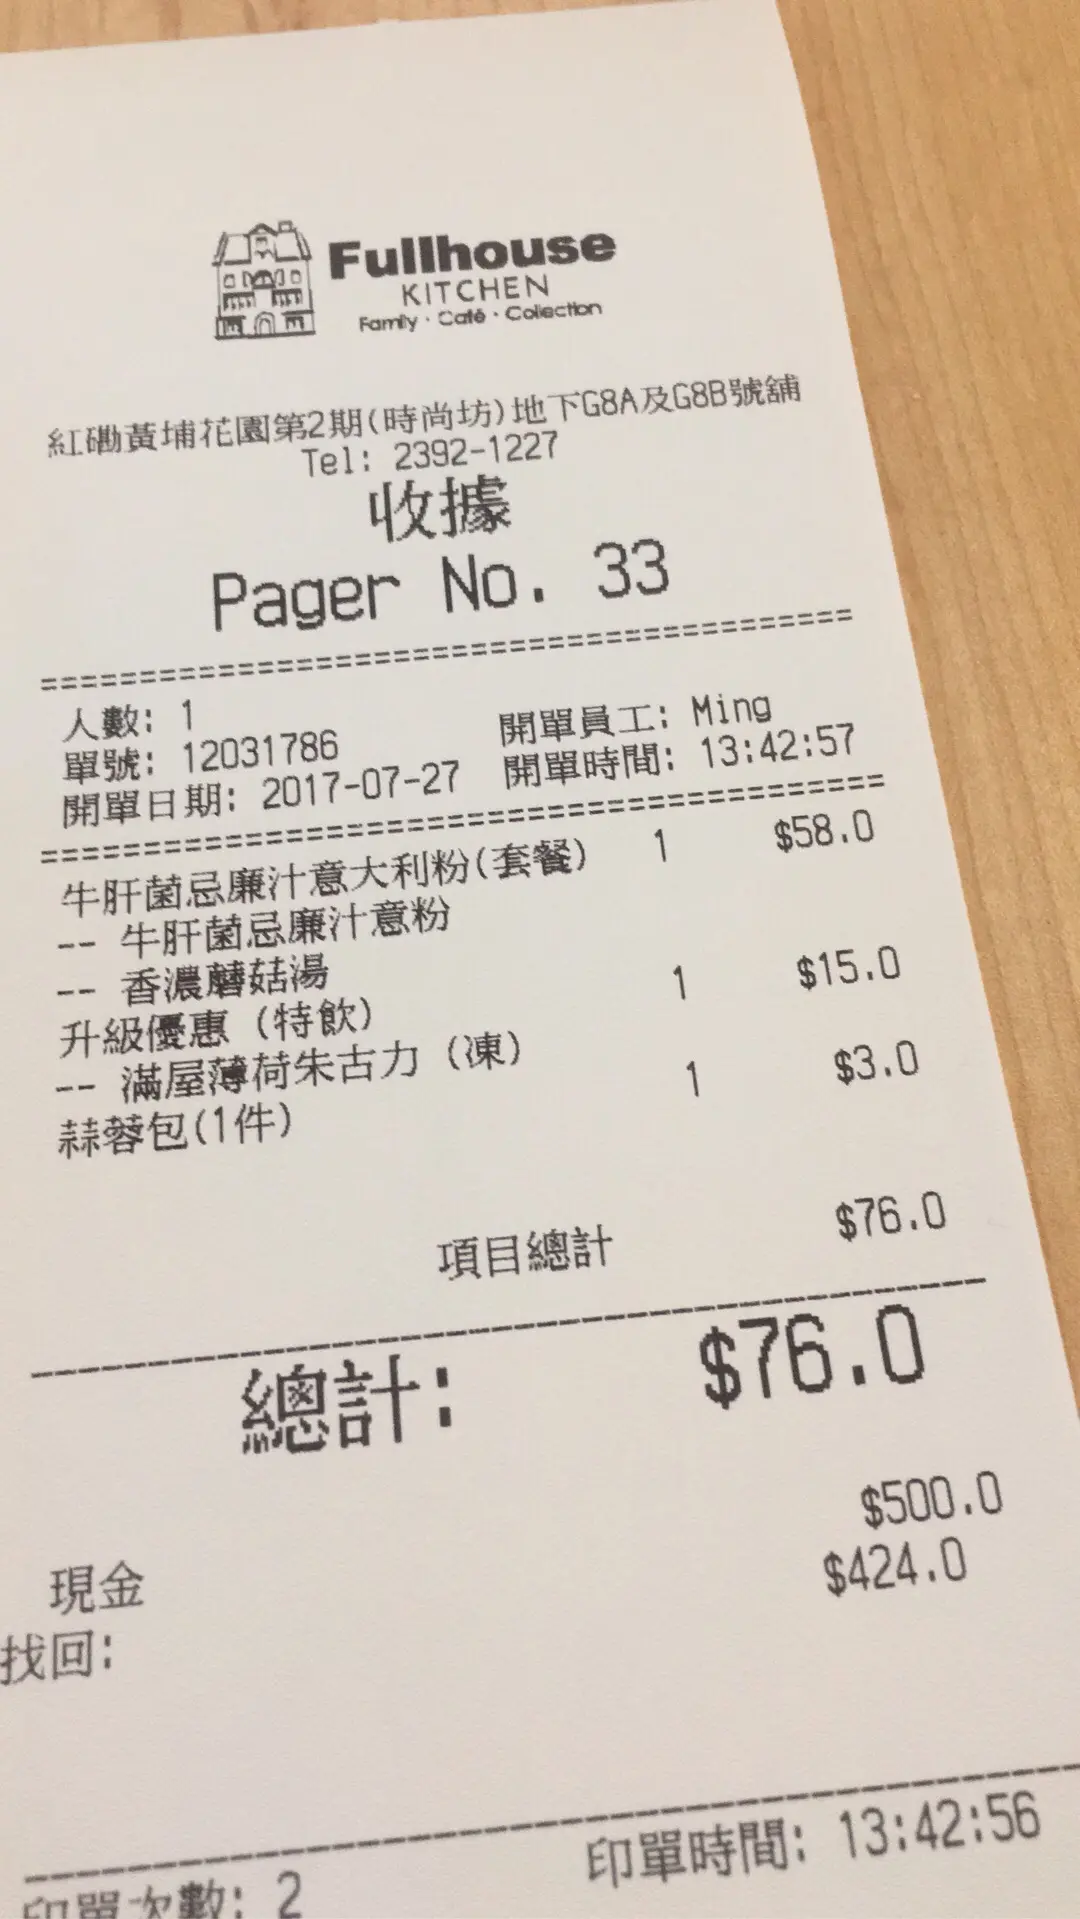 Fullhouse
KITCHEN
Family · Café · Collection
紅磡黃埔花園第2期(時尚坊)地下G8A及G8B號舖
Tel: 2392-1227
收據
Pager No. 33
人數: 1
開單員工: Ming
單號: 12031786
開單時間: 13:42:57
開單日期: 2017-07-27
牛肝菌忌廉汁意大利粉(套餐) 1 $58.0
-- 牛肝菌忌廉汁意粉
-- 香濃蘑菇湯
升級優惠 (特飲) 1 $15.0
-- 滿屋薄荷朱古力 (凍)
蒜蓉包(1件) 1 $3.0
項目總計 $76.0
總計: $76.0
現金 $500.0
找回: $424.0
印單次數: 2 印單時間: 13:42:56